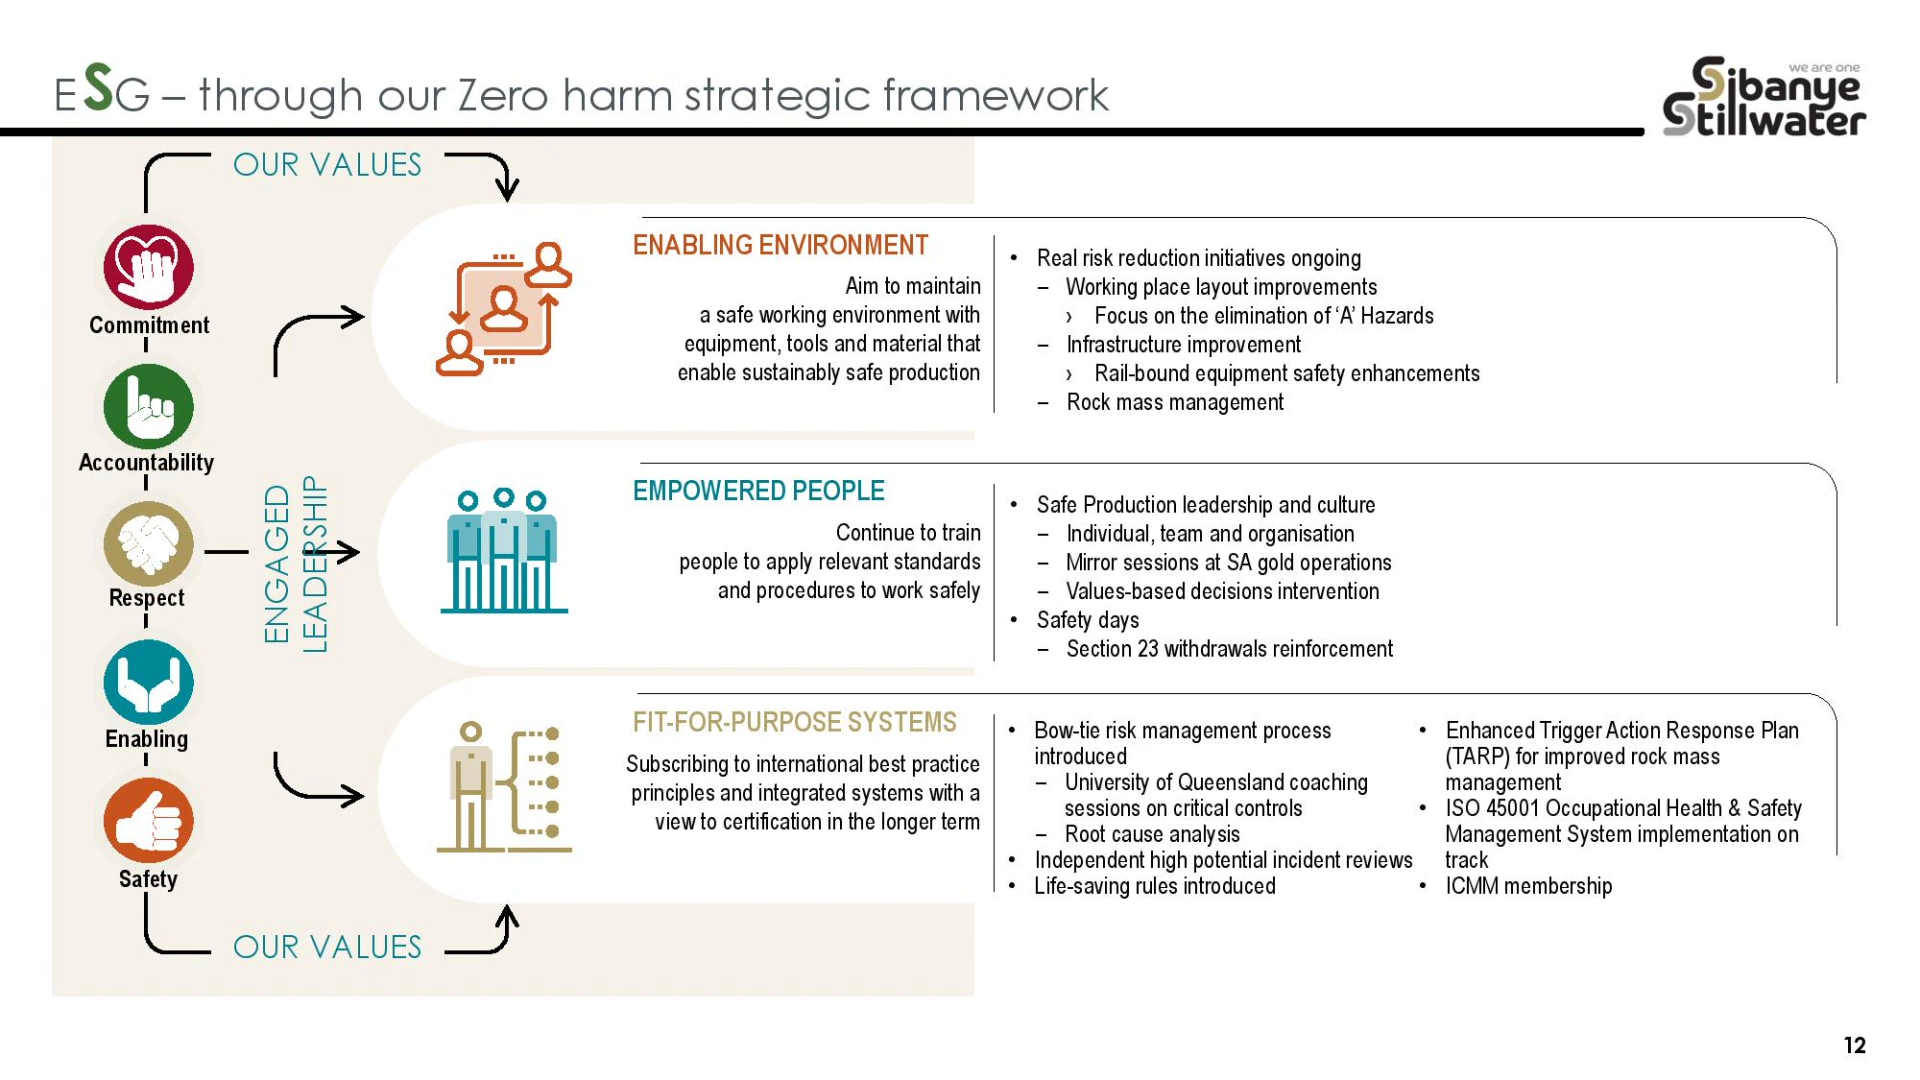 ESG – through our Zero harm strategic framework
we are one
Sibanye
Stillwater
OUR VALUES
Commitment
Accountability
Respect
Enabling
Safety
OUR VALUES
ENGAGED
LEADERSHIP
ENABLING ENVIRONMENT
Aim to maintain
a safe working environment with
equipment, tools and material that
enable sustainably safe production
• Real risk reduction initiatives ongoing
– Working place layout improvements
› Focus on the elimination of ‘A’ Hazards
– Infrastructure improvement
› Rail-bound equipment safety enhancements
– Rock mass management
EMPOWERED PEOPLE
Continue to train
people to apply relevant standards
and procedures to work safely
• Safe Production leadership and culture
– Individual, team and organisation
– Mirror sessions at SA gold operations
– Values-based decisions intervention
• Safety days
– Section 23 withdrawals reinforcement
FIT-FOR-PURPOSE SYSTEMS
Subscribing to international best practice
principles and integrated systems with a
view to certification in the longer term
• Bow-tie risk management process
introduced
– University of Queensland coaching
sessions on critical controls
– Root cause analysis
• Independent high potential incident reviews
• Life-saving rules introduced
• Enhanced Trigger Action Response Plan
(TARP) for improved rock mass
management
• ISO 45001 Occupational Health & Safety
Management System implementation on
track
• ICMM membership
12